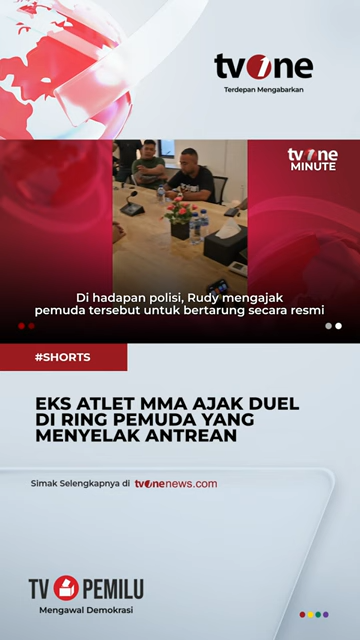 tvOne
Terdepan Mengabarkan
tvOne
MINUTE
Di hadapan polisi, Rudy mengajak
pemuda tersebut untuk bertarung secara resmi
#SHORTS
EKS ATLET MMA AJAK DUEL
DI RING PEMUDA YANG
MENYELAK ANTREAN
Simak Selengkapnya di tvonenews.com
TV PEMILU
Mengawal Demokrasi